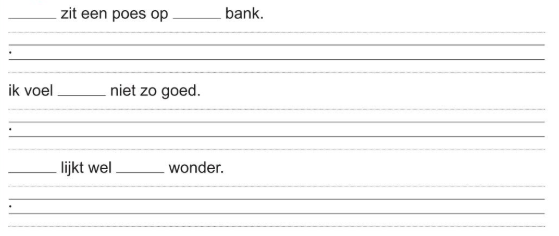 ______ zit een poes op ______ bank.
.
ik voel ______ niet zo goed.
.
______ lijkt wel ______ wonder.
.